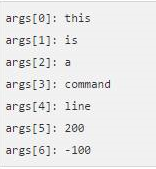 args[0]: this
args[1]: is
args[2]: a
args[3]: command
args[4]: line
args[5]: 200
args[6]: -100